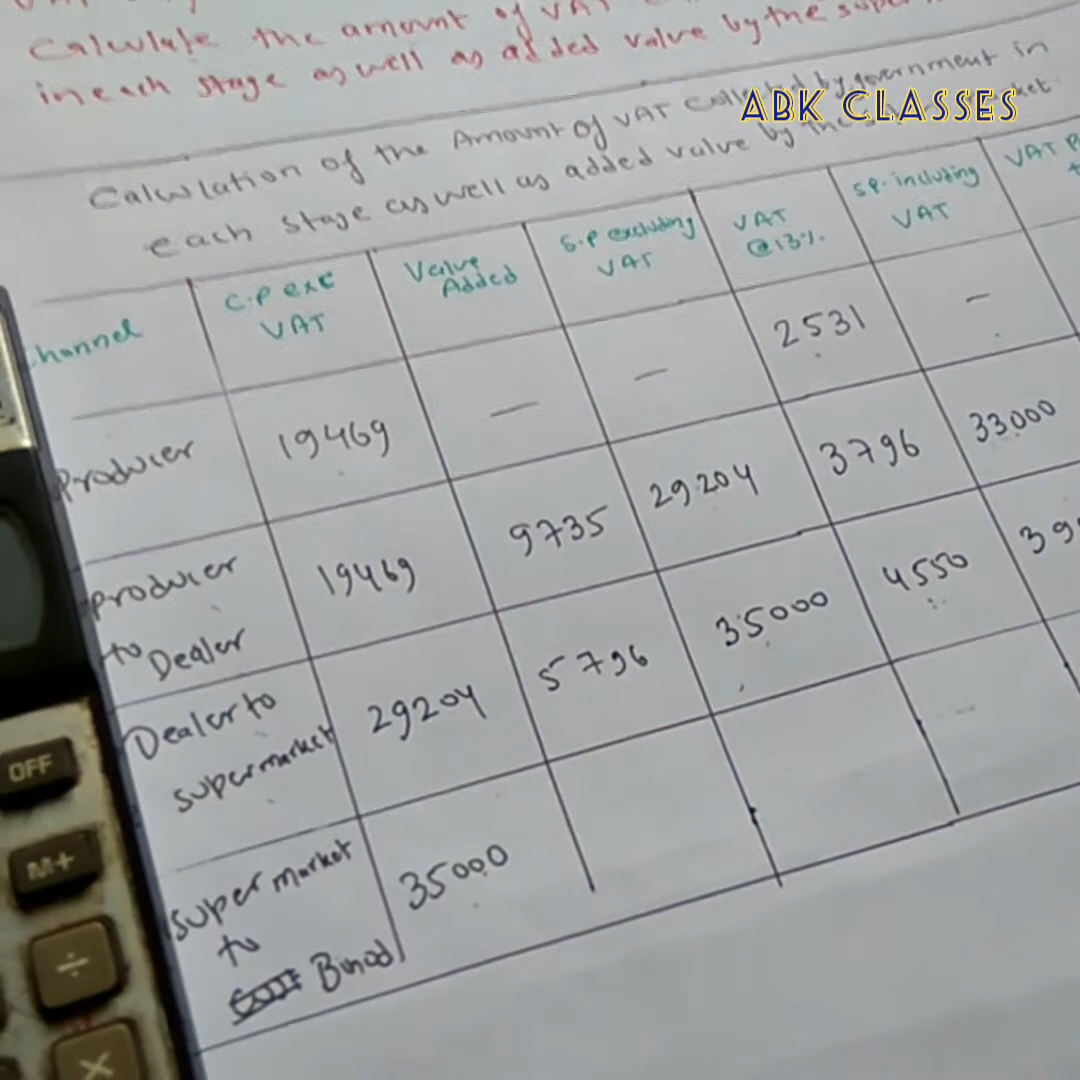 Calculate the amount of VAT
in each stage as well as added value by the super
ABK CLASSES
Calculation of the Amount of VAT collected by government in
each stage as well as added value by the
Channel
C.P exc VAT
Value Added
S.P excluding VAT
VAT @13%
S.P. including VAT
VAT
Producer 19469 — — 2531 —
producer to Dealer 19469 9735 29204 3796 33000
Dealer to supermarket 29204 5796 35000 4550
supermarket to Binod 35000
OFF
M+
÷
×